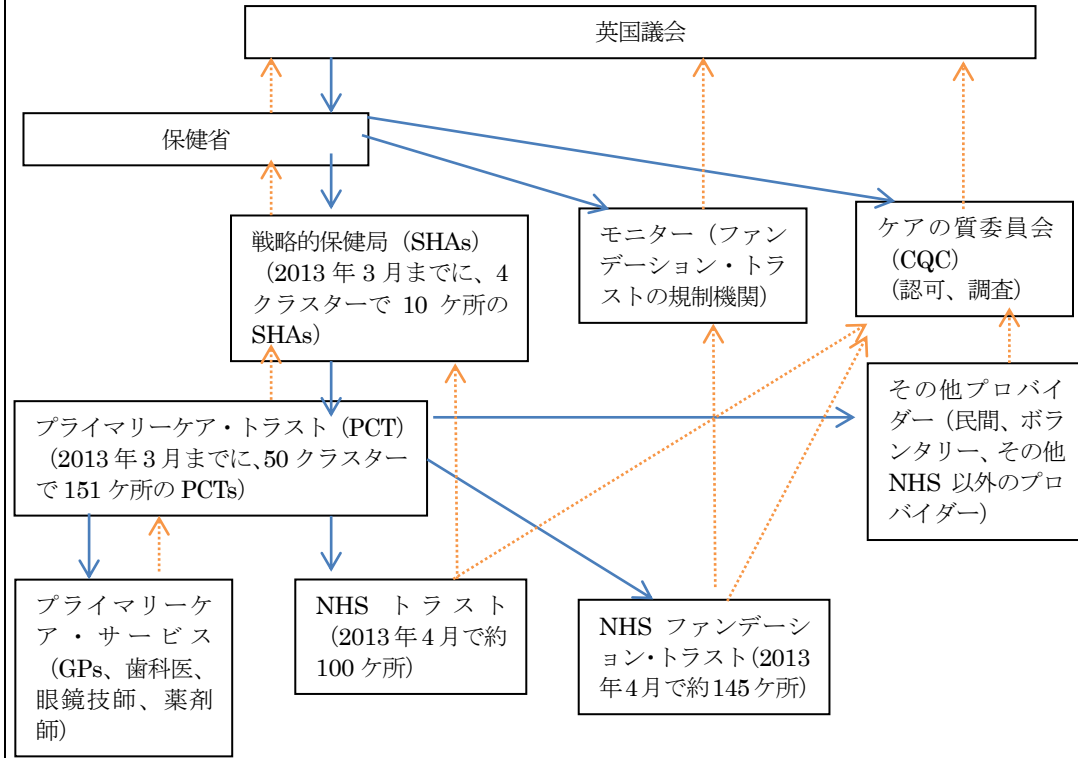 英国議会
保健省
戦略的保健局（SHAs）
（2013 年 3 月までに、4
クラスターで 10 ケ所の
SHAs）
モニター（ファン
デーション・トラ
ストの規制機関）
ケアの質委員会
（CQC）
（認可、調査）
プライマリーケア・トラスト（PCT）
（2013 年 3 月までに、50 クラスター
で 151 ケ所の PCTs）
その他プロバイ
ダー（民間、ボラ
ンタリー、その他
NHS 以外のプロ
バイダー）
プライマリーケ
ア・サービス
（GPs、歯科医、
眼鏡技師、薬剤
師）
NHS トラスト
（2013 年 4 月で約
100 ケ所）
NHS ファンデーシ
ョン・トラスト（2013
年 4 月で約 145 ケ所）